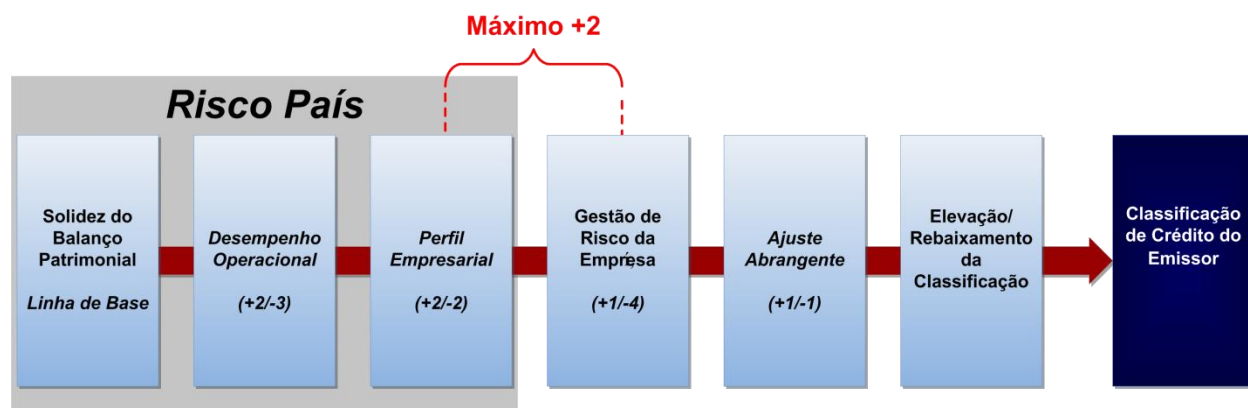 Máximo +2
Risco País
Solidez do
Balanço
Patrimonial
Linha de Base
Desempenho
Operacional
(+2/-3)
Perfil
Empresarial
(+2/-2)
Gestão de
Risco da
Empresa
(+1/-4)
Ajuste
Abrangente
(+1/-1)
Elevação/
Rebaixamento
da
Classificação
Classificação
de Crédito do
Emissor